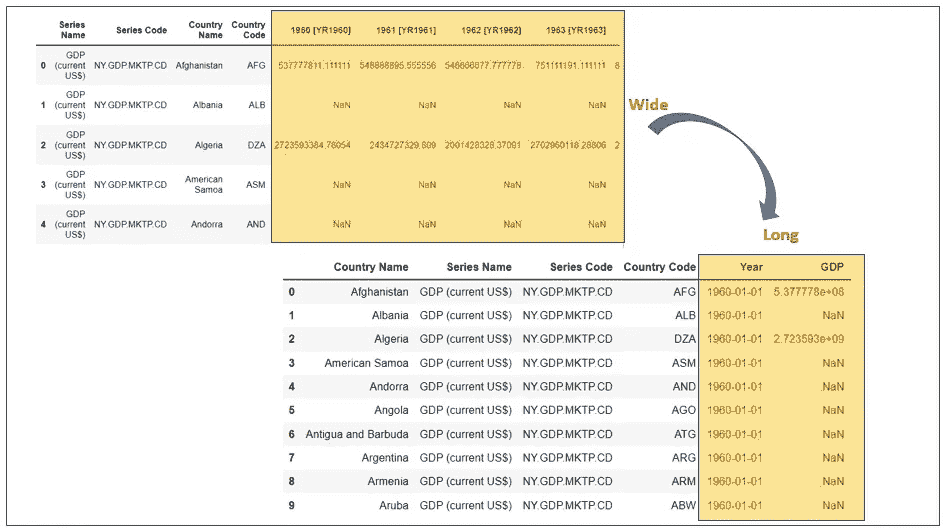 Series Name Series Code Country Name Country Code 1960 [YR1960] 1961 [YR1961] 1962 [YR1962] 1963 [YR1963]
0 GDP (current US$) NY.GDP.MKTP.CD Afghanistan AFG 537777811.111111 548888895.555556 546666677.777778 751111191.111111 8
1 GDP (current US$) NY.GDP.MKTP.CD Albania ALB NaN NaN NaN NaN
2 GDP (current US$) NY.GDP.MKTP.CD Algeria DZA 2723593384.78054 2434727329.609 2001428328.37091 2702960118.28806 2
3 GDP (current US$) NY.GDP.MKTP.CD American Samoa ASM NaN NaN NaN NaN
4 GDP (current US$) NY.GDP.MKTP.CD Andorra AND NaN NaN NaN NaN
Wide
Long
Country Name Series Name Series Code Country Code Year GDP
0 Afghanistan GDP (current US$) NY.GDP.MKTP.CD AFG 1960-01-01 5.377778e+08
1 Albania GDP (current US$) NY.GDP.MKTP.CD ALB 1960-01-01 NaN
2 Algeria GDP (current US$) NY.GDP.MKTP.CD DZA 1960-01-01 2.723593e+09
3 American Samoa GDP (current US$) NY.GDP.MKTP.CD ASM 1960-01-01 NaN
4 Andorra GDP (current US$) NY.GDP.MKTP.CD AND 1960-01-01 NaN
5 Angola GDP (current US$) NY.GDP.MKTP.CD AGO 1960-01-01 NaN
6 Antigua and Barbuda GDP (current US$) NY.GDP.MKTP.CD ATG 1960-01-01 NaN
7 Argentina GDP (current US$) NY.GDP.MKTP.CD ARG 1960-01-01 NaN
8 Armenia GDP (current US$) NY.GDP.MKTP.CD ARM 1960-01-01 NaN
9 Aruba GDP (current US$) NY.GDP.MKTP.CD ABW 1960-01-01 NaN